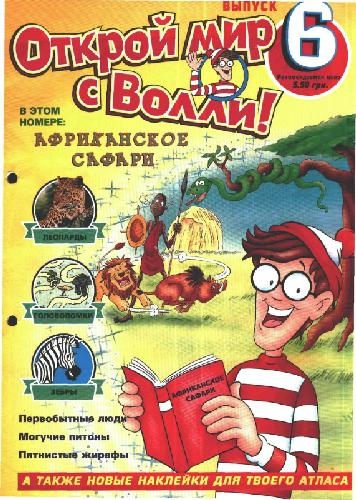 ВЫПУСК
6
Открой мир
с Волли!
Рекомендуемая цена
5.50 грн.
В ЭТОМ
НОМЕРЕ:
АФРИКАНСКОЕ
САФАРИ
ЛЕОПАРДЫ
ГОЛОВОЛОМКИ
ЗЕБРЫ
АФРИКАНСКОЕ
САФАРИ
Первобытные люди
Могучие питоны
Пятнистые жирафы
А ТАКЖЕ НОВЫЕ НАКЛЕЙКИ ДЛЯ ТВОЕГО АТЛАСА